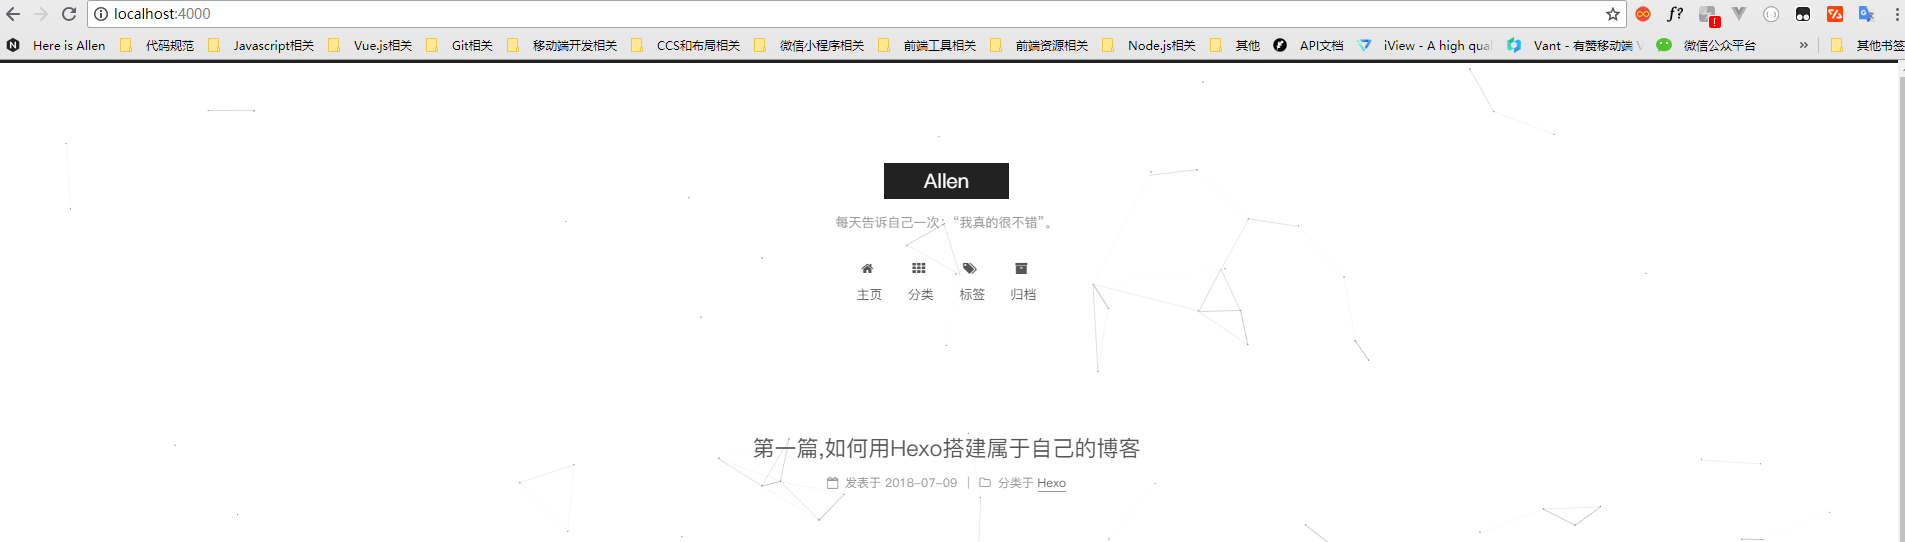 localhost:4000
Here is Allen 代码规范 Javascript相关 Vue.js相关 Git相关 移动端开发相关 CCS和布局相关 微信小程序相关 前端工具相关 前端资源相关 Node.js相关 其他 API文档 iView - A high qual Vant - 有赞移动端 V 微信公众平台 » 其他书签
Allen
每天告诉自己一次:“我真的很不错”。
主页 分类 标签 归档
第一篇,如何用Hexo搭建属于自己的博客
发表于 2018-07-09 | 分类于 Hexo